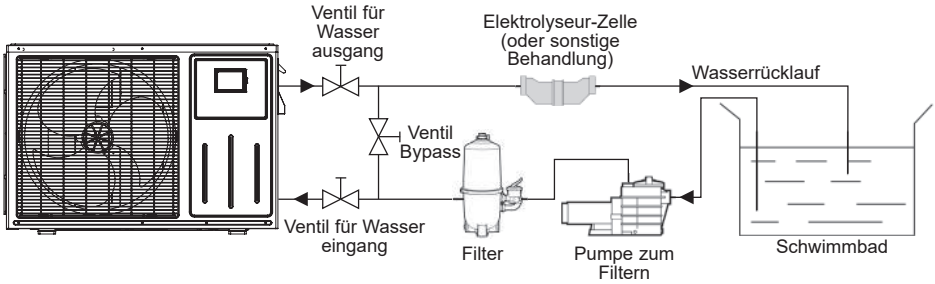 Ventil für
Wasser
ausgang
Elektrolyseur-Zelle
(oder sonstige
Behandlung)
Wasserrücklauf
Ventil
Bypass
Ventil für Wasser
eingang
Filter
Pumpe zum
Filtern
Schwimmbad